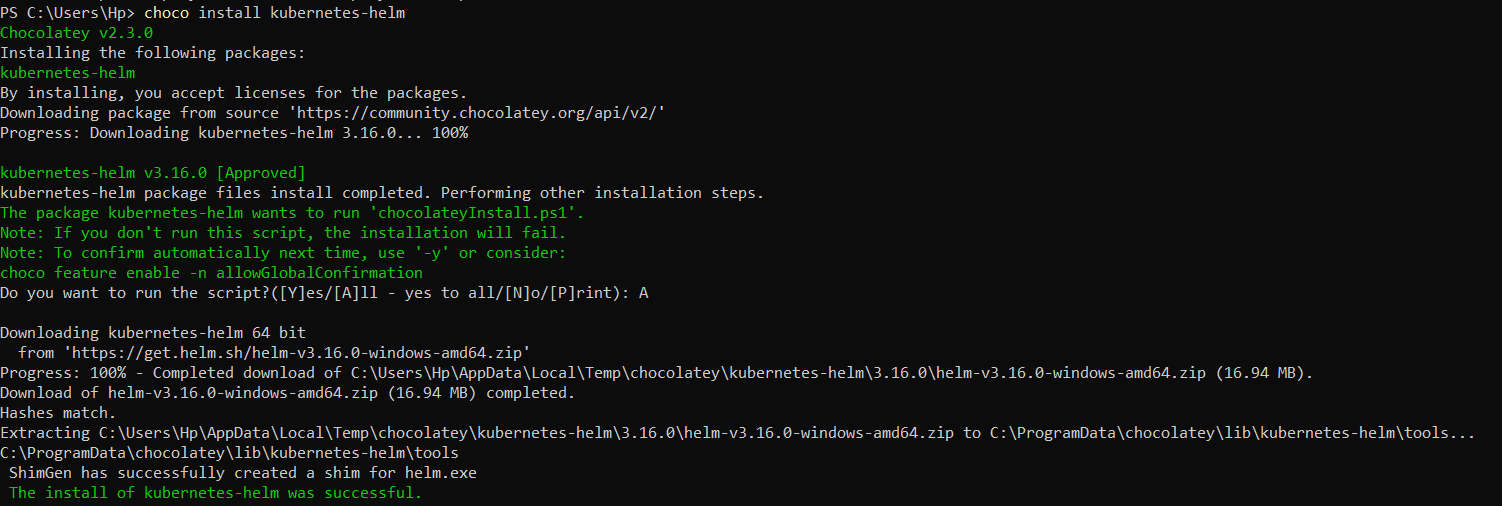 PS C:\Users\Hp> choco install kubernetes-helm
Chocolatey v2.3.0
Installing the following packages:
kubernetes-helm
By installing, you accept licenses for the packages.
Downloading package from source 'https://community.chocolatey.org/api/v2/'
Progress: Downloading kubernetes-helm 3.16.0... 100%

kubernetes-helm v3.16.0 [Approved]
kubernetes-helm package files install completed. Performing other installation steps.
The package kubernetes-helm wants to run 'chocolateyInstall.ps1'.
Note: If you don't run this script, the installation will fail.
Note: To confirm automatically next time, use '-y' or consider:
choco feature enable -n allowGlobalConfirmation
Do you want to run the script?([Y]es/[A]ll - yes to all/[N]o/[P]rint): A

Downloading kubernetes-helm 64 bit
  from 'https://get.helm.sh/helm-v3.16.0-windows-amd64.zip'
Progress: 100% - Completed download of C:\Users\Hp\AppData\Local\Temp\chocolatey\kubernetes-helm\3.16.0\helm-v3.16.0-windows-amd64.zip (16.94 MB).
Download of helm-v3.16.0-windows-amd64.zip (16.94 MB) completed.
Hashes match.
Extracting C:\Users\Hp\AppData\Local\Temp\chocolatey\kubernetes-helm\3.16.0\helm-v3.16.0-windows-amd64.zip to C:\ProgramData\chocolatey\lib\kubernetes-helm\tools...
C:\ProgramData\chocolatey\lib\kubernetes-helm\tools
 ShimGen has successfully created a shim for helm.exe
 The install of kubernetes-helm was successful.